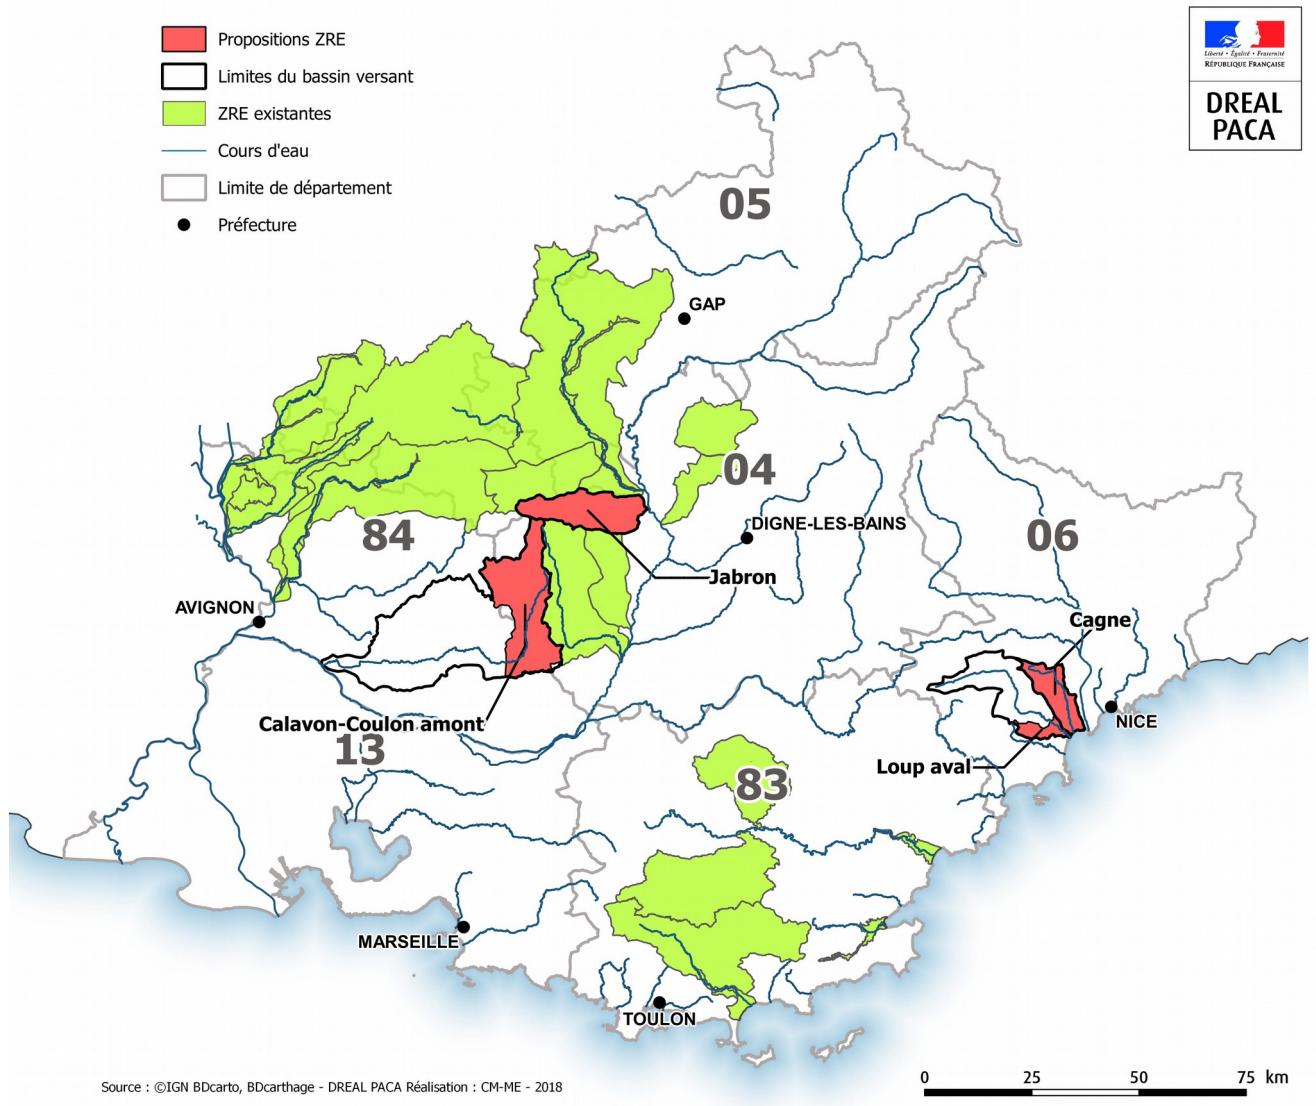 Propositions ZRE
Limites du bassin versant
ZRE existantes
Cours d'eau
Limite de département
Préfecture
Liberté • Égalité • Fraternité
RÉPUBLIQUE FRANÇAISE
DREAL
PACA
05
GAP
04
84
DIGNE-LES-BAINS
06
Jabron
AVIGNON
Cagne
Calavon-Coulon amont
NICE
13
Loup aval
83
MARSEILLE
TOULON
Source : ©IGN BDcarto, BDcarthage - DREAL PACA Réalisation : CM-ME - 2018
0 25 50 75 km